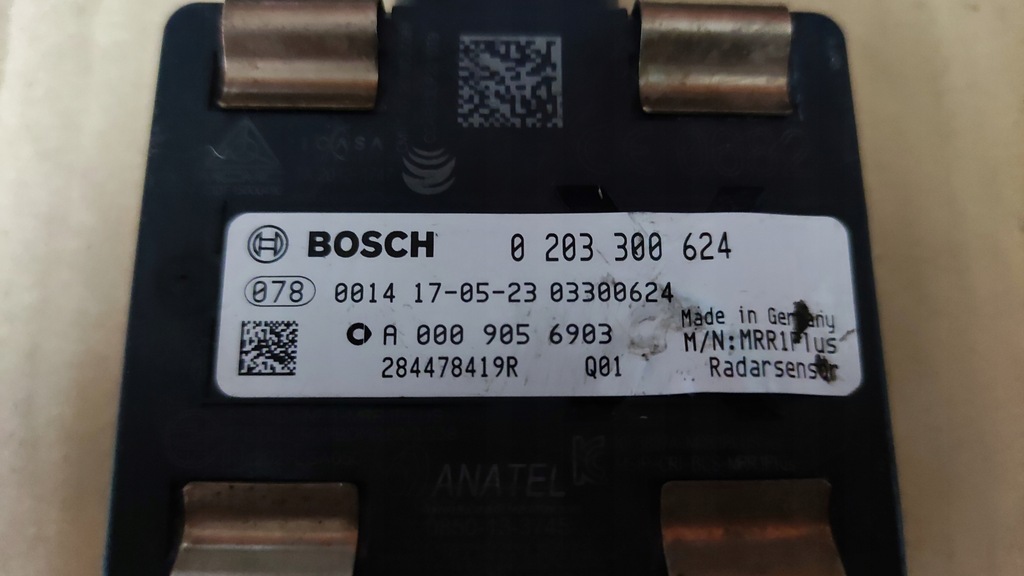 ICASA
BOSCH 0 203 300 624
078 0014 17-05-23 03300624
A 000 905 6903
284478419R Q01
Made in Germany
M/N:MRR1Plus
Radarsensor
ANATEL